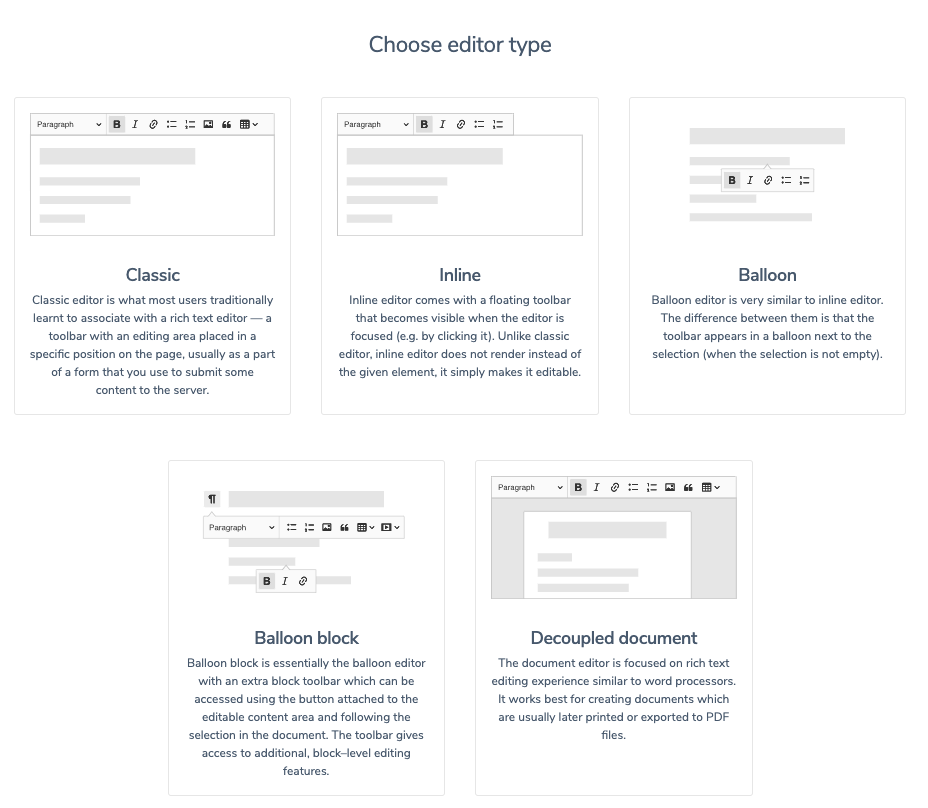 Choose editor type
Paragraph B I
Paragraph B I
B I
Classic
Classic editor is what most users traditionally
learnt to associate with a rich text editor — a
toolbar with an editing area placed in a
specific position on the page, usually as a part
of a form that you use to submit some
content to the server.
Inline
Inline editor comes with a floating toolbar
that becomes visible when the editor is
focused (e.g. by clicking it). Unlike classic
editor, inline editor does not render instead of
the given element, it simply makes it editable.
Balloon
Balloon editor is very similar to inline editor.
The difference between them is that the
toolbar appears in a balloon next to the
selection (when the selection is not empty).
¶
Paragraph
B I
Paragraph B I
Balloon block
Balloon block is essentially the balloon editor
with an extra block toolbar which can be
accessed using the button attached to the
editable content area and following the
selection in the document. The toolbar gives
access to additional, block–level editing
features.
Decoupled document
The document editor is focused on rich text
editing experience similar to word processors.
It works best for creating documents which
are usually later printed or exported to PDF
files.